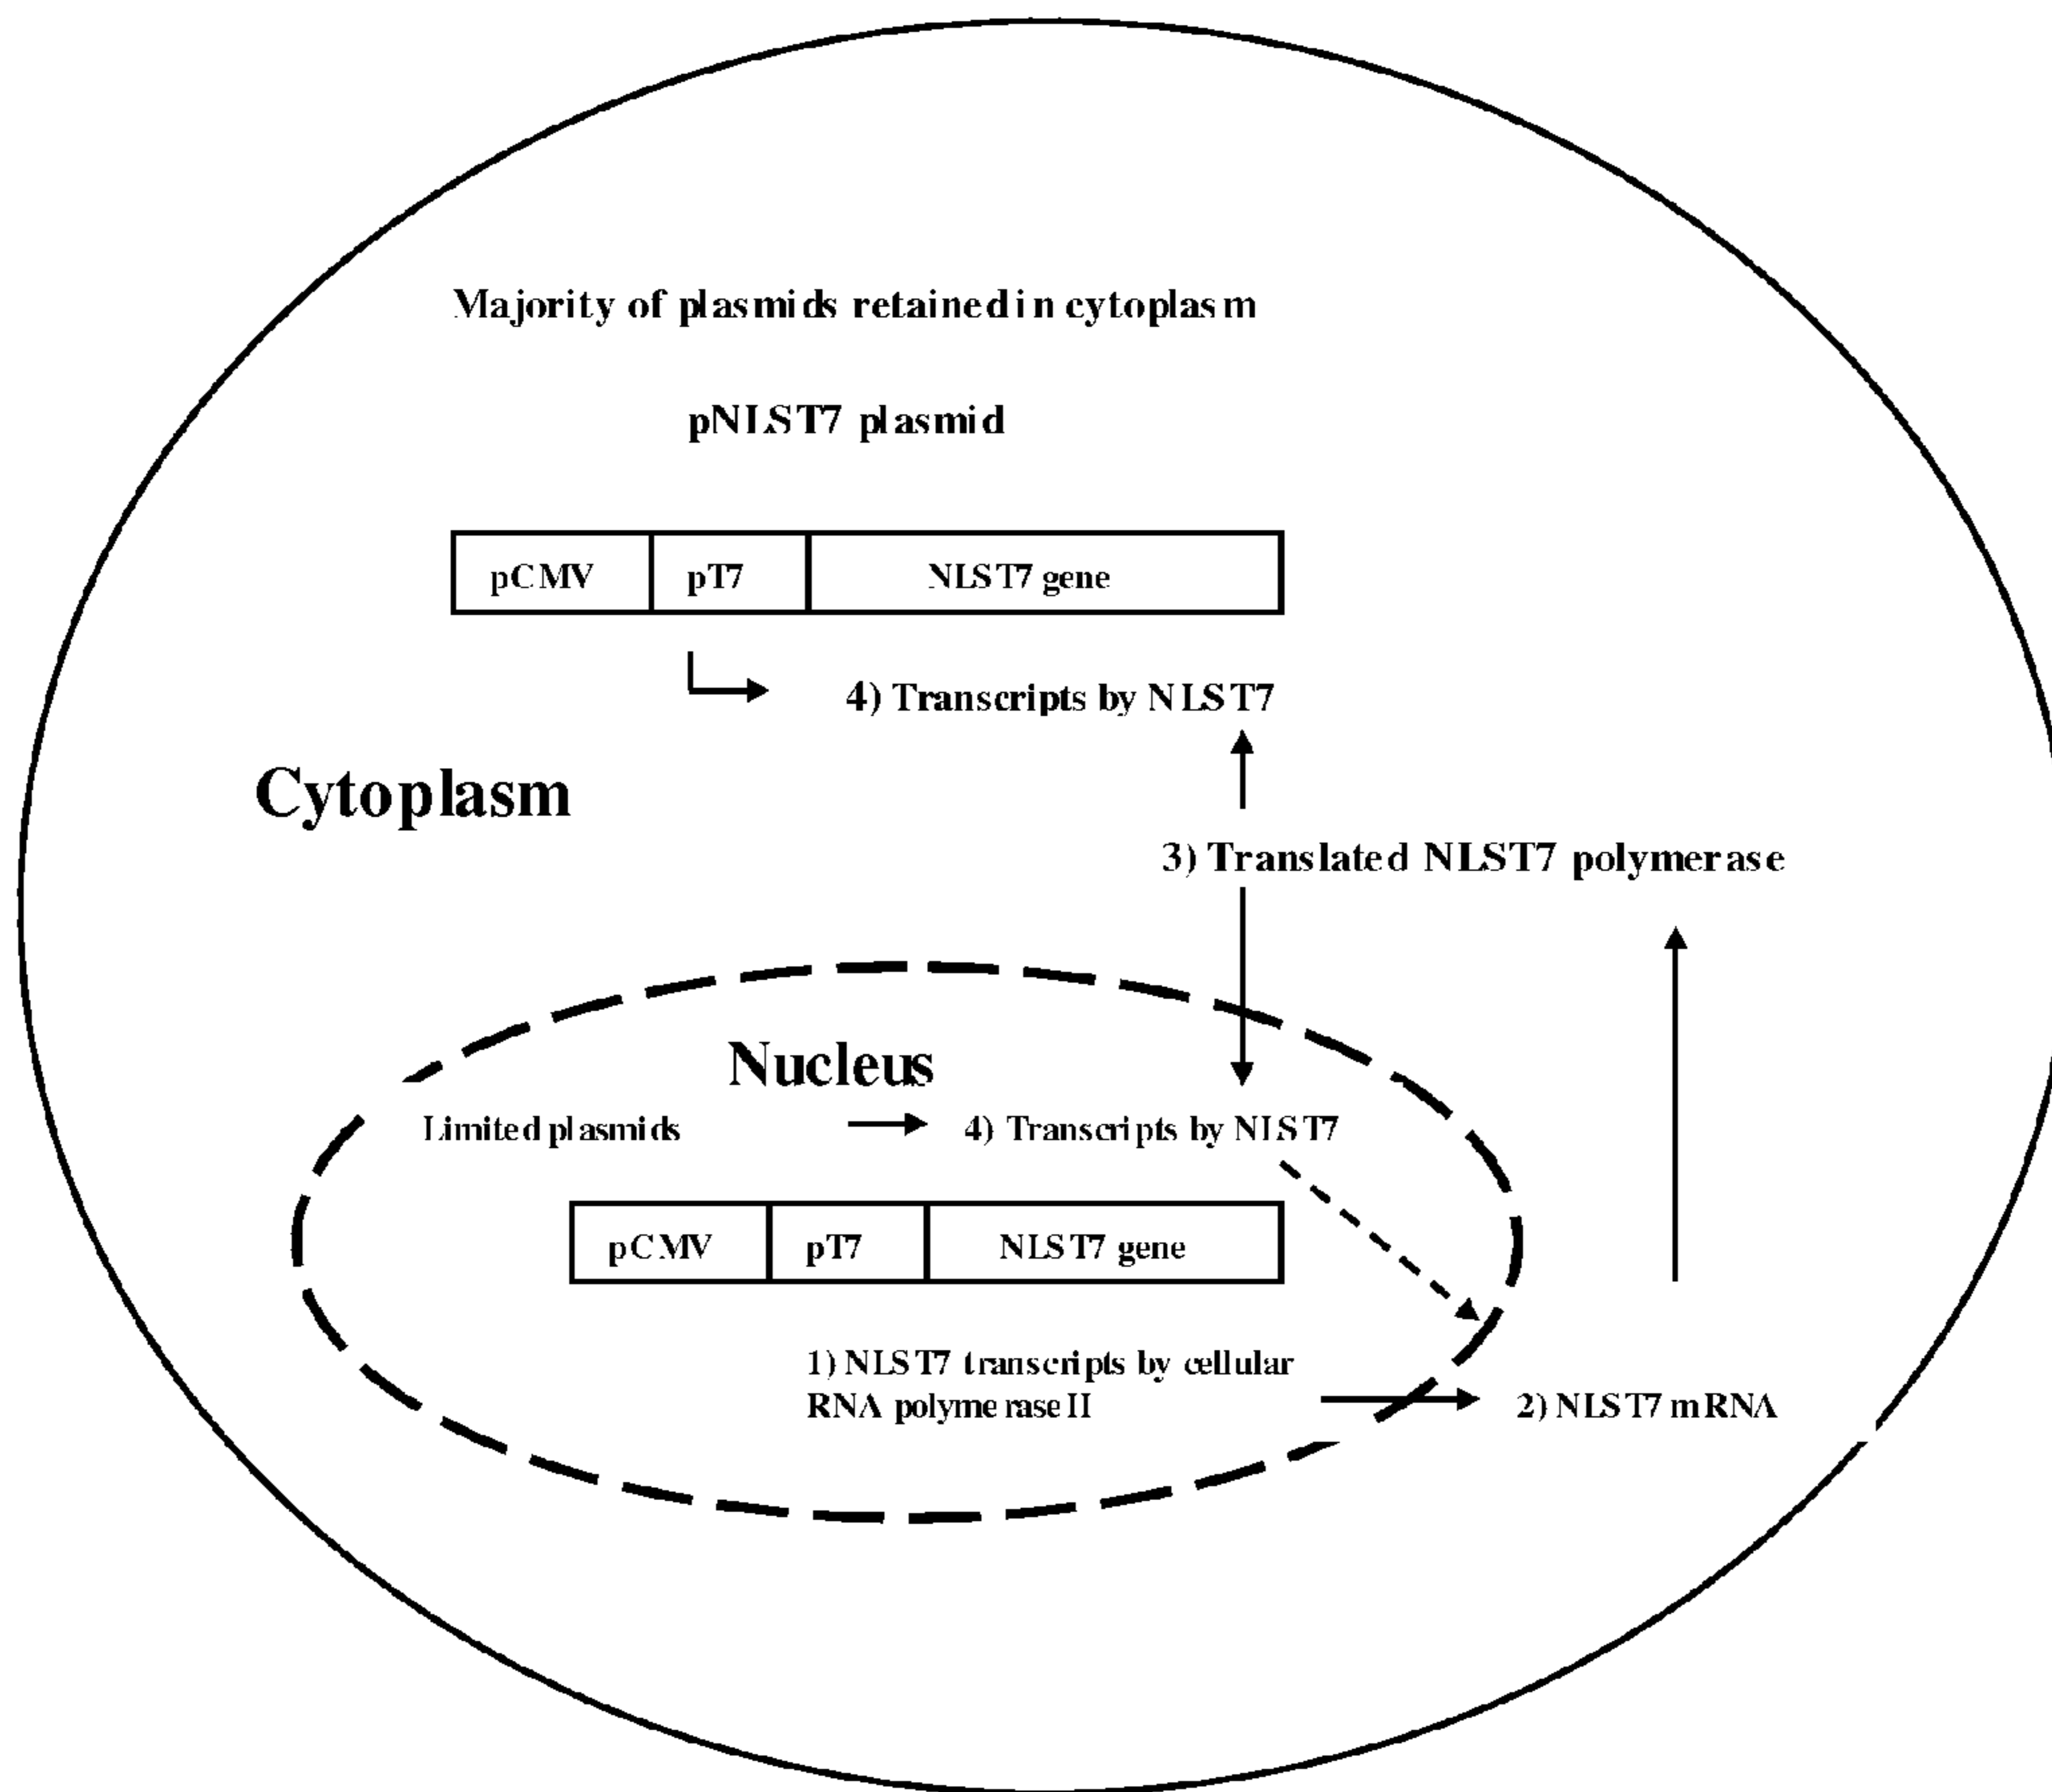 Majority of plasmids retained in cytoplasm
pNLST7 plasmid
pCMV pT7 NLST7 gene
4) Transcripts by NLST7
Cytoplasm
3) Translated NLST7 polymerase
Nucleus
Limited plasmids 4) Transcripts by NLST7
pCMV pT7 NLST7 gene
1) NLST7 transcripts by cellular
RNA polymerase II 2) NLST7 mRNA